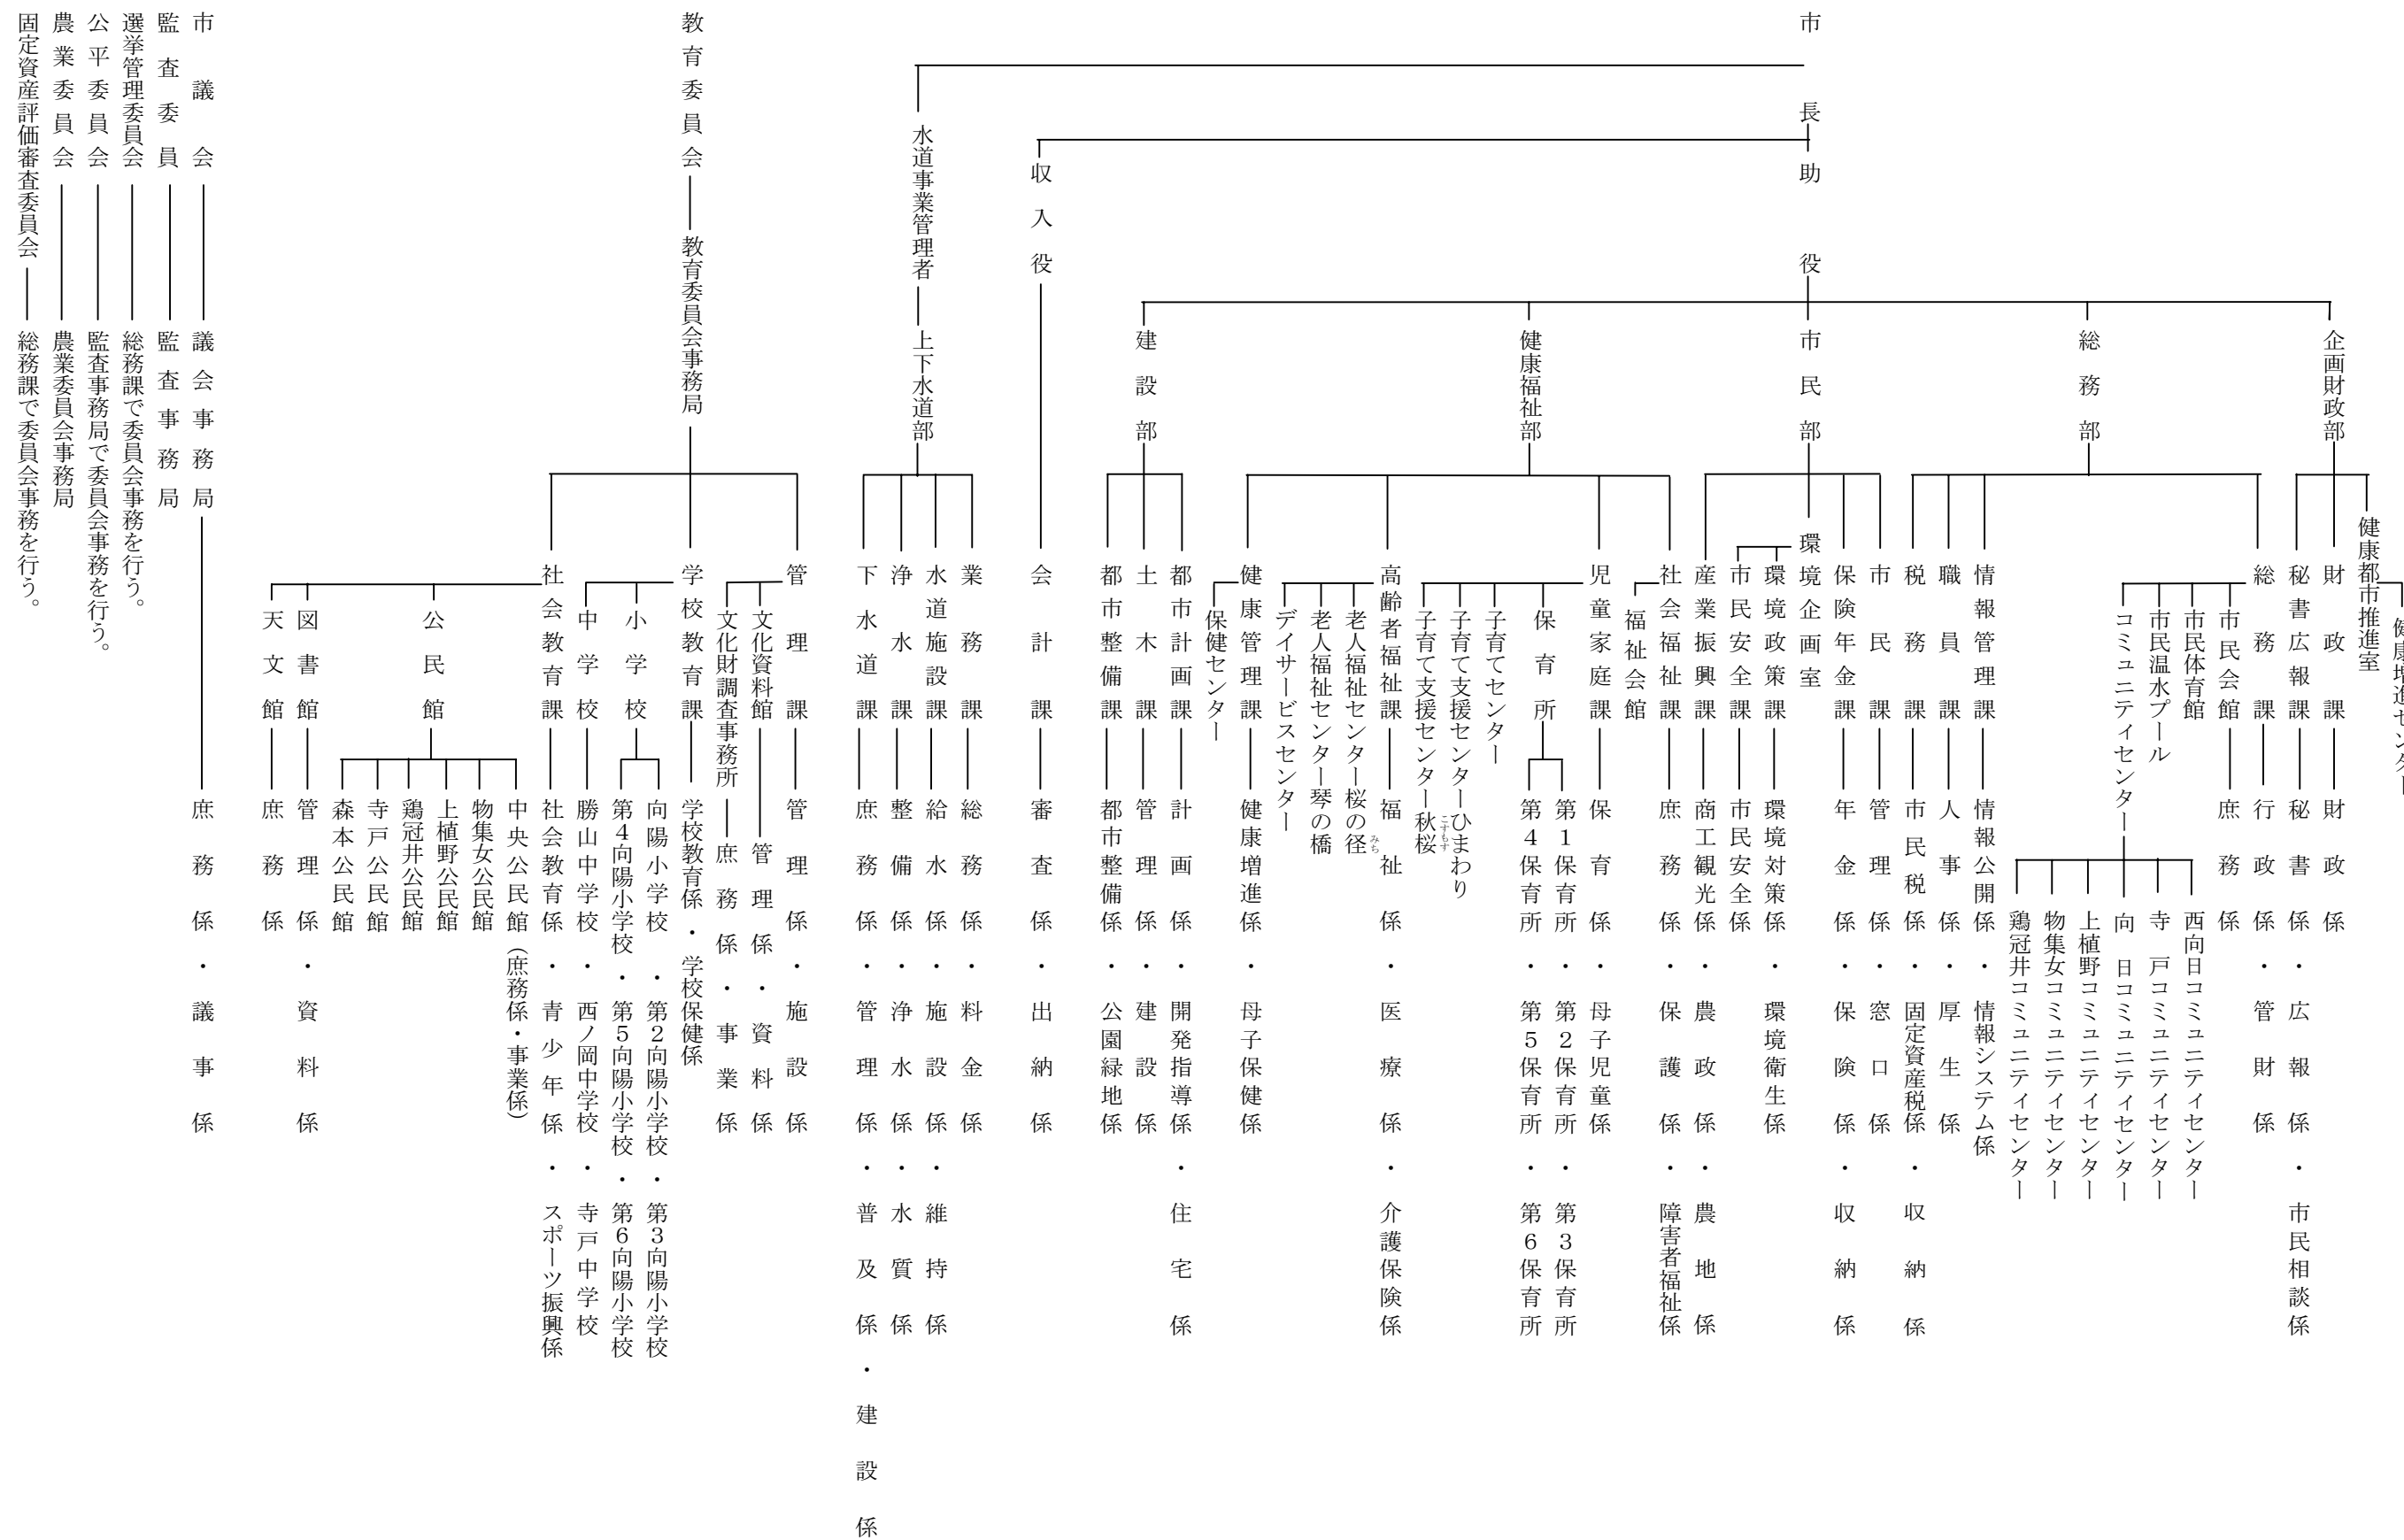 市長
助役
収入役
水道事業管理者
企画財政部
健康都市推進室
健康増進センター
財政課
財政係
秘書広報課
秘書係・広報係・市民相談係
総務部
総務課
行政係・管財係
市民会館
庶務係
市民体育館
市民温水プール
コミュニティセンター
西向日コミュニティセンター
寺戸コミュニティセンター
向日コミュニティセンター
上植野コミュニティセンター
物集女コミュニティセンター
鶏冠井コミュニティセンター
情報管理課
情報公開係・情報システム係
職員課
人事係・厚生係
税務課
市民税係・固定資産税係・収納係
市民部
市民課
管理係・窓口係
保険年金課
年金係・保険係・収納係
環境企画室
環境政策課
環境対策係・環境衛生係
市民安全課
市民安全係
産業振興課
商工観光係・農政係・農地係
健康福祉部
社会福祉課
庶務係・保護係・障害者福祉係
福祉会館
児童家庭課
保育係・母子児童係
保育所
第1保育所・第2保育所・第3保育所
第4保育所・第5保育所・第6保育所
子育てセンター
子育て支援センターひまわり
子育て支援センター秋桜
こすもす
高齢者福祉課
福祉係・医療係・介護保険係
老人福祉センター桜の径
みち
老人福祉センター琴の橋
デイサービスセンター
健康管理課
健康増進係・母子保健係
保健センター
建設部
都市計画課
計画係・開発指導係・住宅係
土木課
管理係・建設係
都市整備課
都市整備係・公園緑地係
会計課
審査係・出納係
上下水道部
業務課
総務係・料金係
水道施設課
給水係・施設係・維持係
浄水課
整備係・浄水係・水質係
下水道課
庶務係・管理係・普及係・建設係
教育委員会
教育委員会事務局
管理課
管理係・施設係
文化資料館
管理係・資料係
文化財調査事務所
庶務係・事業係
学校教育課
学校教育係・学校保健係
小学校
向陽小学校・第2向陽小学校・第3向陽小学校
第4向陽小学校・第5向陽小学校・第6向陽小学校
中学校
勝山中学校・西ノ岡中学校・寺戸中学校
社会教育課
社会教育係・青少年係・スポーツ振興係
公民館
中央公民館（庶務係・事業係）
物集女公民館
上植野公民館
鶏冠井公民館
寺戸公民館
森本公民館
図書館
管理係・資料係
天文館
庶務係
市議会
議会事務局
庶務係・議事係
監査委員
監査事務局
選挙管理委員会
総務課で委員会事務を行う。
公平委員会
監査事務局で委員会事務を行う。
農業委員会
農業委員会事務局
固定資産評価審査委員会
総務課で委員会事務を行う。